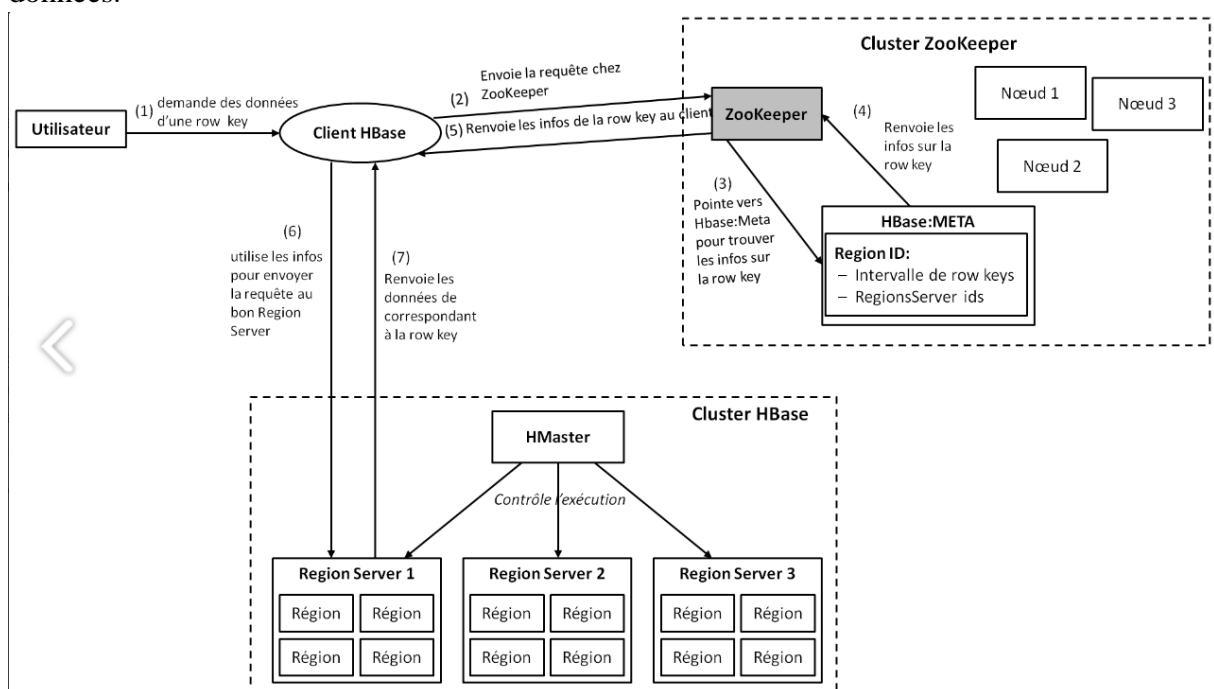 données.
Cluster ZooKeeper
Utilisateur
(1) demande des données
d'une row key
Client HBase
(2) Envoie la requête chez
ZooKeeper
(5) Renvoie les infos de la row key au client
ZooKeeper
(4)
Renvoie les
infos sur la
row key
Nœud 1
Nœud 3
Nœud 2
(3)
Pointe vers
Hbase:Meta
pour trouver
les infos sur
la row key
HBase:META
Region ID:
– Intervalle de row keys
– RegionsServer ids
(6)
utilise les infos
pour envoyer
la requête au
bon Region
Server
(7)
Renvoie les
données de
correspondant
à la row key
Cluster HBase
HMaster
Contrôle l'exécution
Region Server 1
Région Région
Région Région
Region Server 2
Région Région
Région Région
Region Server 3
Région Région
Région Région